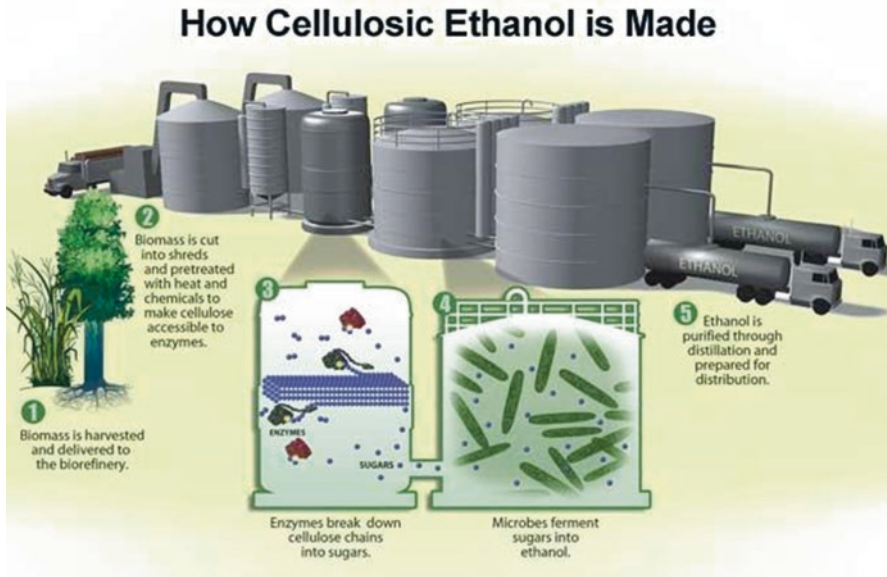 How Cellulosic Ethanol is Made
1
Biomass is harvested
and delivered to
the biorefinery.
2
Biomass is cut
into shreds
and pretreated
with heat and
chemicals to
make cellulose
accessible to
enzymes.
3
ENZYMES
SUGARS
Enzymes break down
cellulose chains
into sugars.
4
Microbes ferment
sugars into
ethanol.
ETHANOL
ETHANOL
5
Ethanol is
purified through
distillation and
prepared for
distribution.